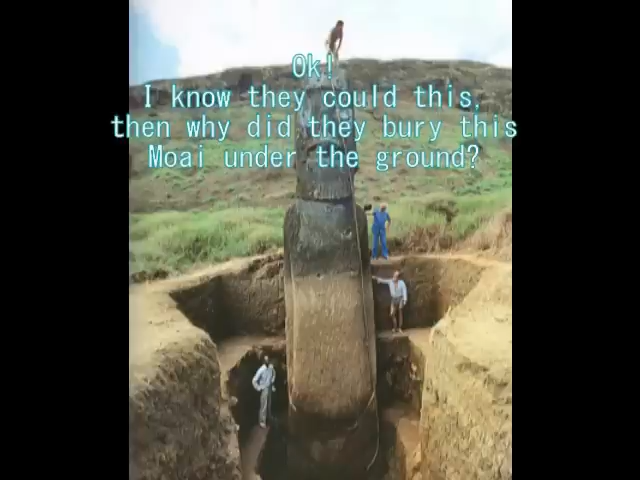 Ok!
I know they could this,
then why did they bury this
Moai under the ground?